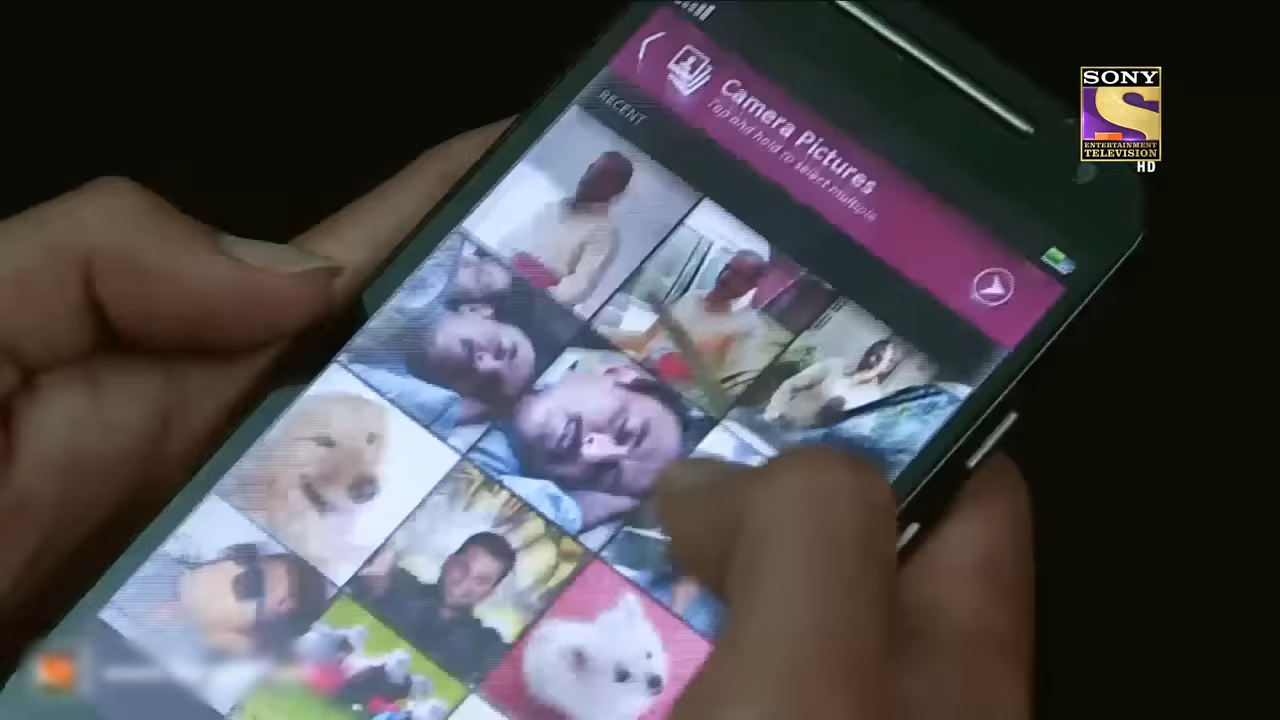 Camera Pictures
Tap and hold to select multiple
RECENT
SONY
ENTERTAINMENT
TELEVISION
HD